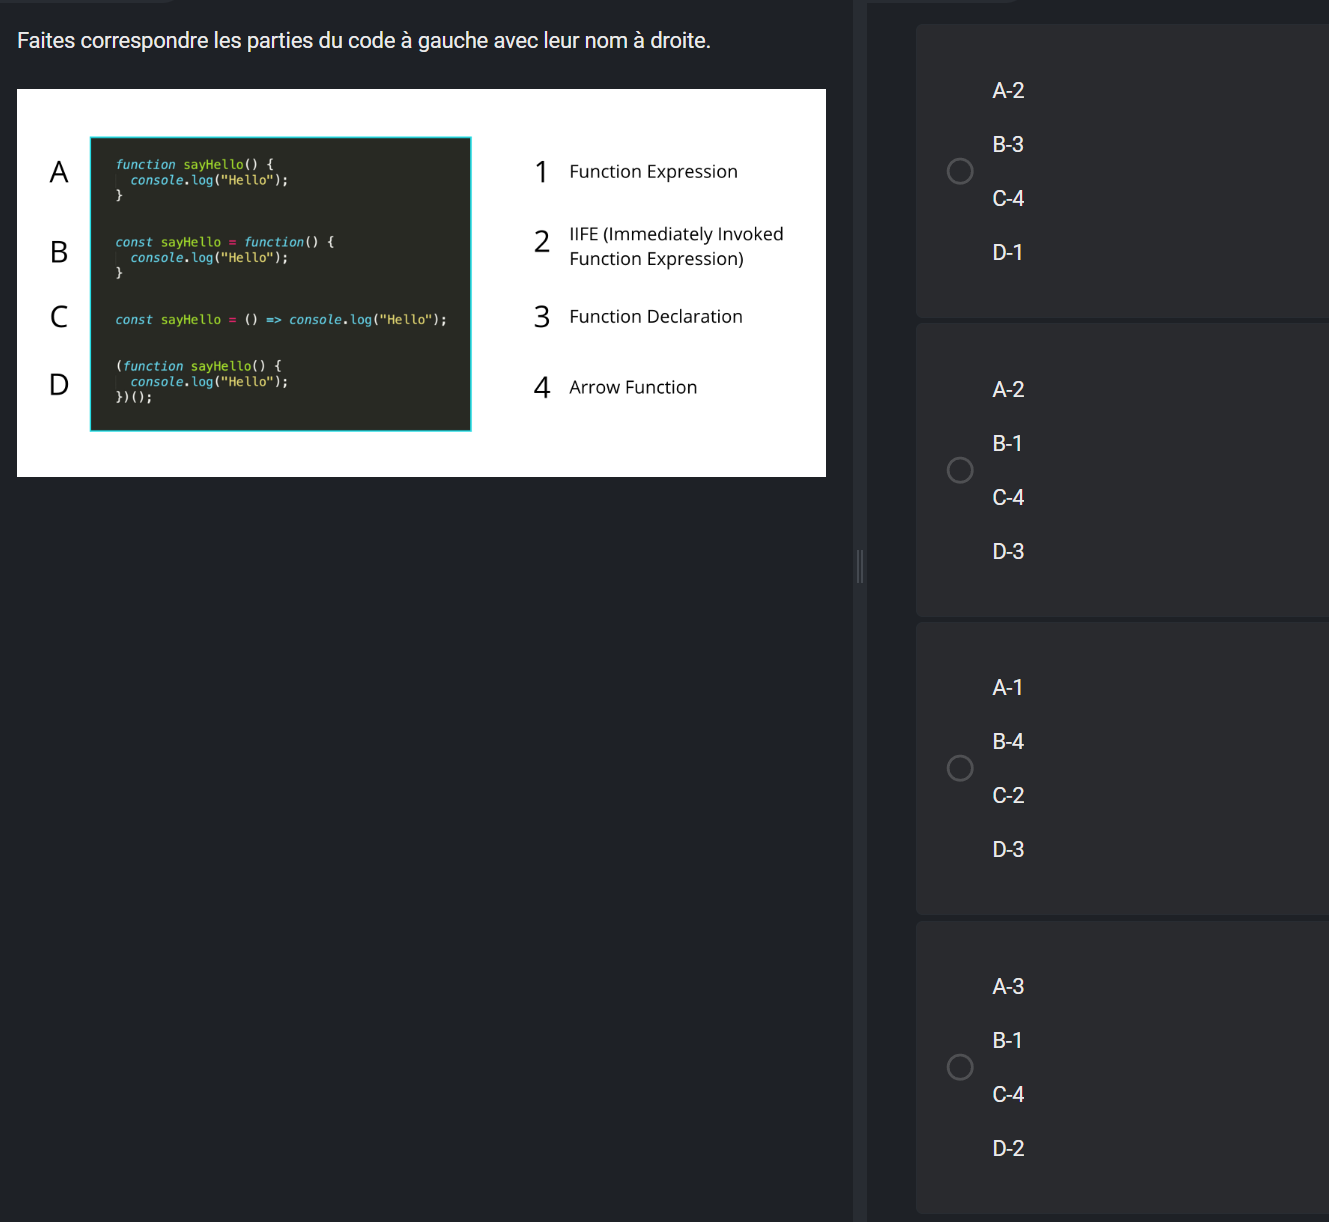 Faites correspondre les parties du code à gauche avec leur nom à droite.
A
function sayHello() {
console.log("Hello");
}
B
const sayHello = function() {
console.log("Hello");
}
C
const sayHello = () => console.log("Hello");
D
(function sayHello() {
console.log("Hello");
})();
1 Function Expression
2 IIFE (Immediately Invoked
Function Expression)
3 Function Declaration
4 Arrow Function
A-2
B-3
C-4
D-1
A-2
B-1
C-4
D-3
A-1
B-4
C-2
D-3
A-3
B-1
C-4
D-2